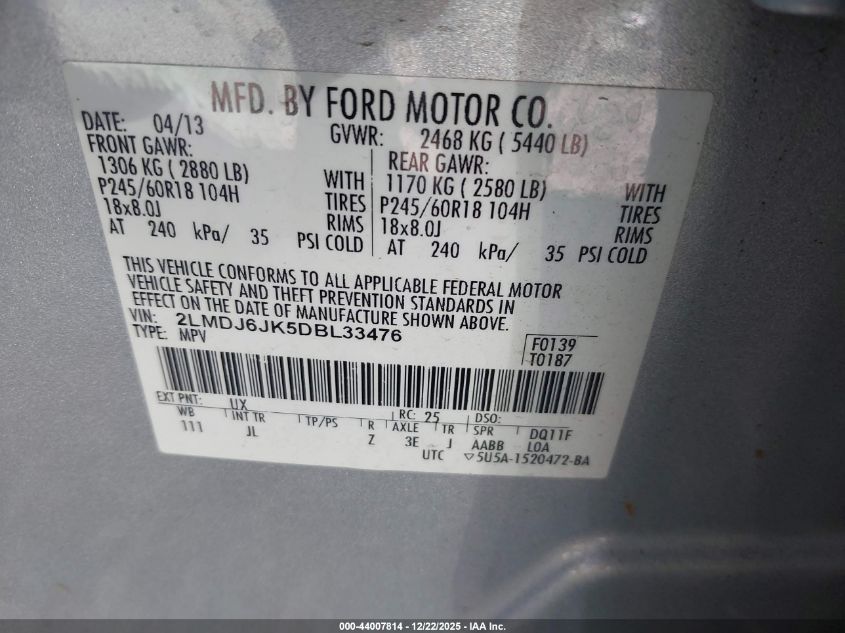 MFD. BY FORD MOTOR CO.
DATE: 04/13 GVWR: 2468 KG ( 5440 LB)
FRONT GAWR: REAR GAWR:
1306 KG ( 2880 LB) WITH 1170 KG ( 2580 LB) WITH
P245/60R18 104H TIRES P245/60R18 104H TIRES
18x8.0J RIMS 18x8.0J RIMS
AT 240 kPa/ 35 PSI COLD AT 240 kPa/ 35 PSI COLD
THIS VEHICLE CONFORMS TO ALL APPLICABLE FEDERAL MOTOR
VEHICLE SAFETY AND THEFT PREVENTION STANDARDS IN
EFFECT ON THE DATE OF MANUFACTURE SHOWN ABOVE.
VIN: 2LMDJ6JK5DBL33476
TYPE: MPV
F0139
T0187
EXT PNT: UX RC: 25 DSO:
WB INT TR TP/PS R AXLE TR SPR DQ11F
111 JL Z 3E J AABB LOA
UTC ▽5U5A-1520472-BA
000-44007814 - 12/22/2025 - IAA Inc.